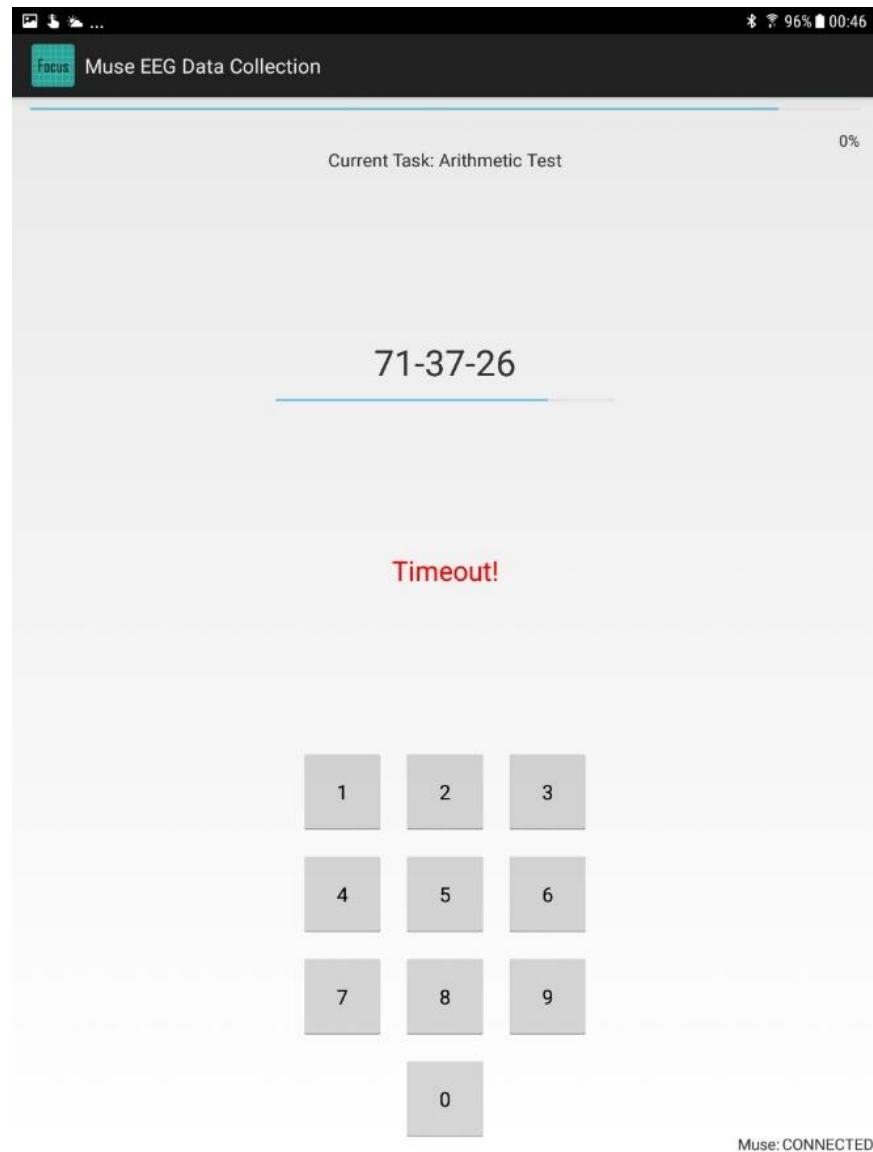 ... 96% 00:46
Focus Muse EEG Data Collection
0%
Current Task: Arithmetic Test
71-37-26
Timeout!
1 2 3
4 5 6
7 8 9
0
Muse: CONNECTED